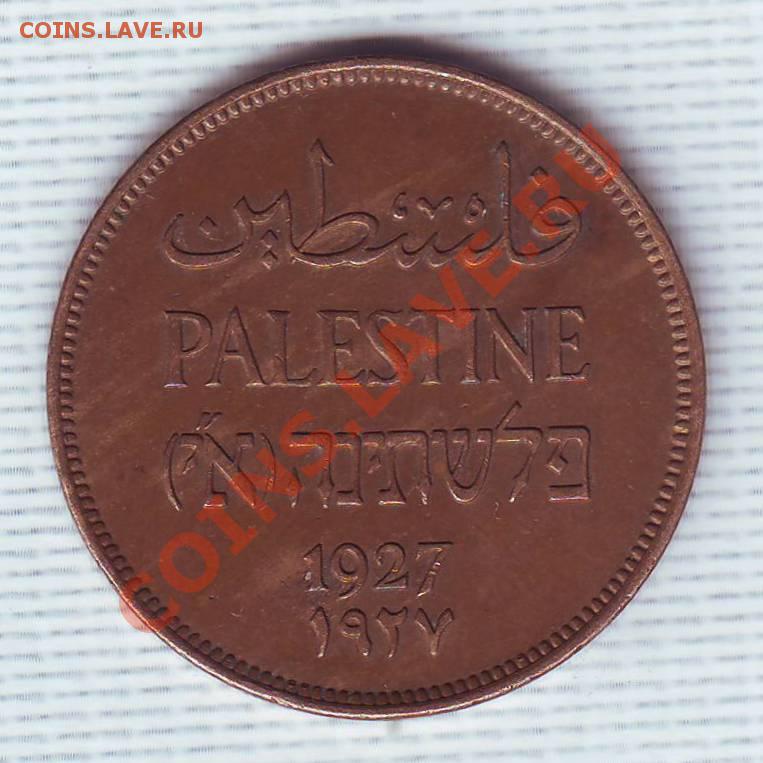 COINS.LAVE.RU
فلسطين
PALESTINE
פלשתינה (א״י)
1927
١٩٢٧
COINS.LAVE.RU